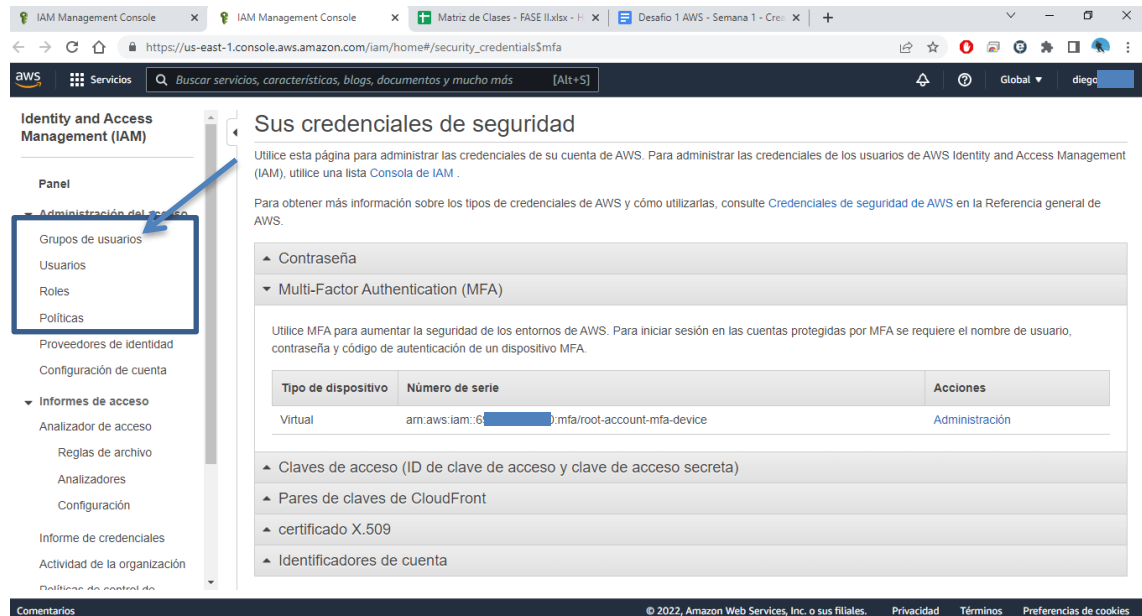 IAM Management Console
IAM Management Console
Matriz de Clases - FASE II.xlsx - H
Desafio 1 AWS - Semana 1 - Crea
https://us-east-1.console.aws.amazon.com/iam/home#/security_credentials$mfa
aws
Servicios
Buscar servicios, características, blogs, documentos y mucho más
[Alt+S]
Global
diego
Identity and Access
Management (IAM)
Panel
Administración del acceso
Grupos de usuarios
Usuarios
Roles
Políticas
Proveedores de identidad
Configuración de cuenta
Informes de acceso
Analizador de acceso
Reglas de archivo
Analizadores
Configuración
Informe de credenciales
Actividad de la organización
Políticas de control de
Sus credenciales de seguridad
Utilice esta página para administrar las credenciales de su cuenta de AWS. Para administrar las credenciales de los usuarios de AWS Identity and Access Management
(IAM), utilice una lista Consola de IAM .
Para obtener más información sobre los tipos de credenciales de AWS y cómo utilizarlas, consulte Credenciales de seguridad de AWS en la Referencia general de
AWS.
Contraseña
Multi-Factor Authentication (MFA)
Utilice MFA para aumentar la seguridad de los entornos de AWS. Para iniciar sesión en las cuentas protegidas por MFA se requiere el nombre de usuario,
contraseña y código de autenticación de un dispositivo MFA.
Tipo de dispositivo
Número de serie
Acciones
Virtual
arn:aws:iam::6
:mfa/root-account-mfa-device
Administración
Claves de acceso (ID de clave de acceso y clave de acceso secreta)
Pares de claves de CloudFront
certificado X.509
Identificadores de cuenta
Comentarios
© 2022, Amazon Web Services, Inc. o sus filiales.
Privacidad
Términos
Preferencias de cookies